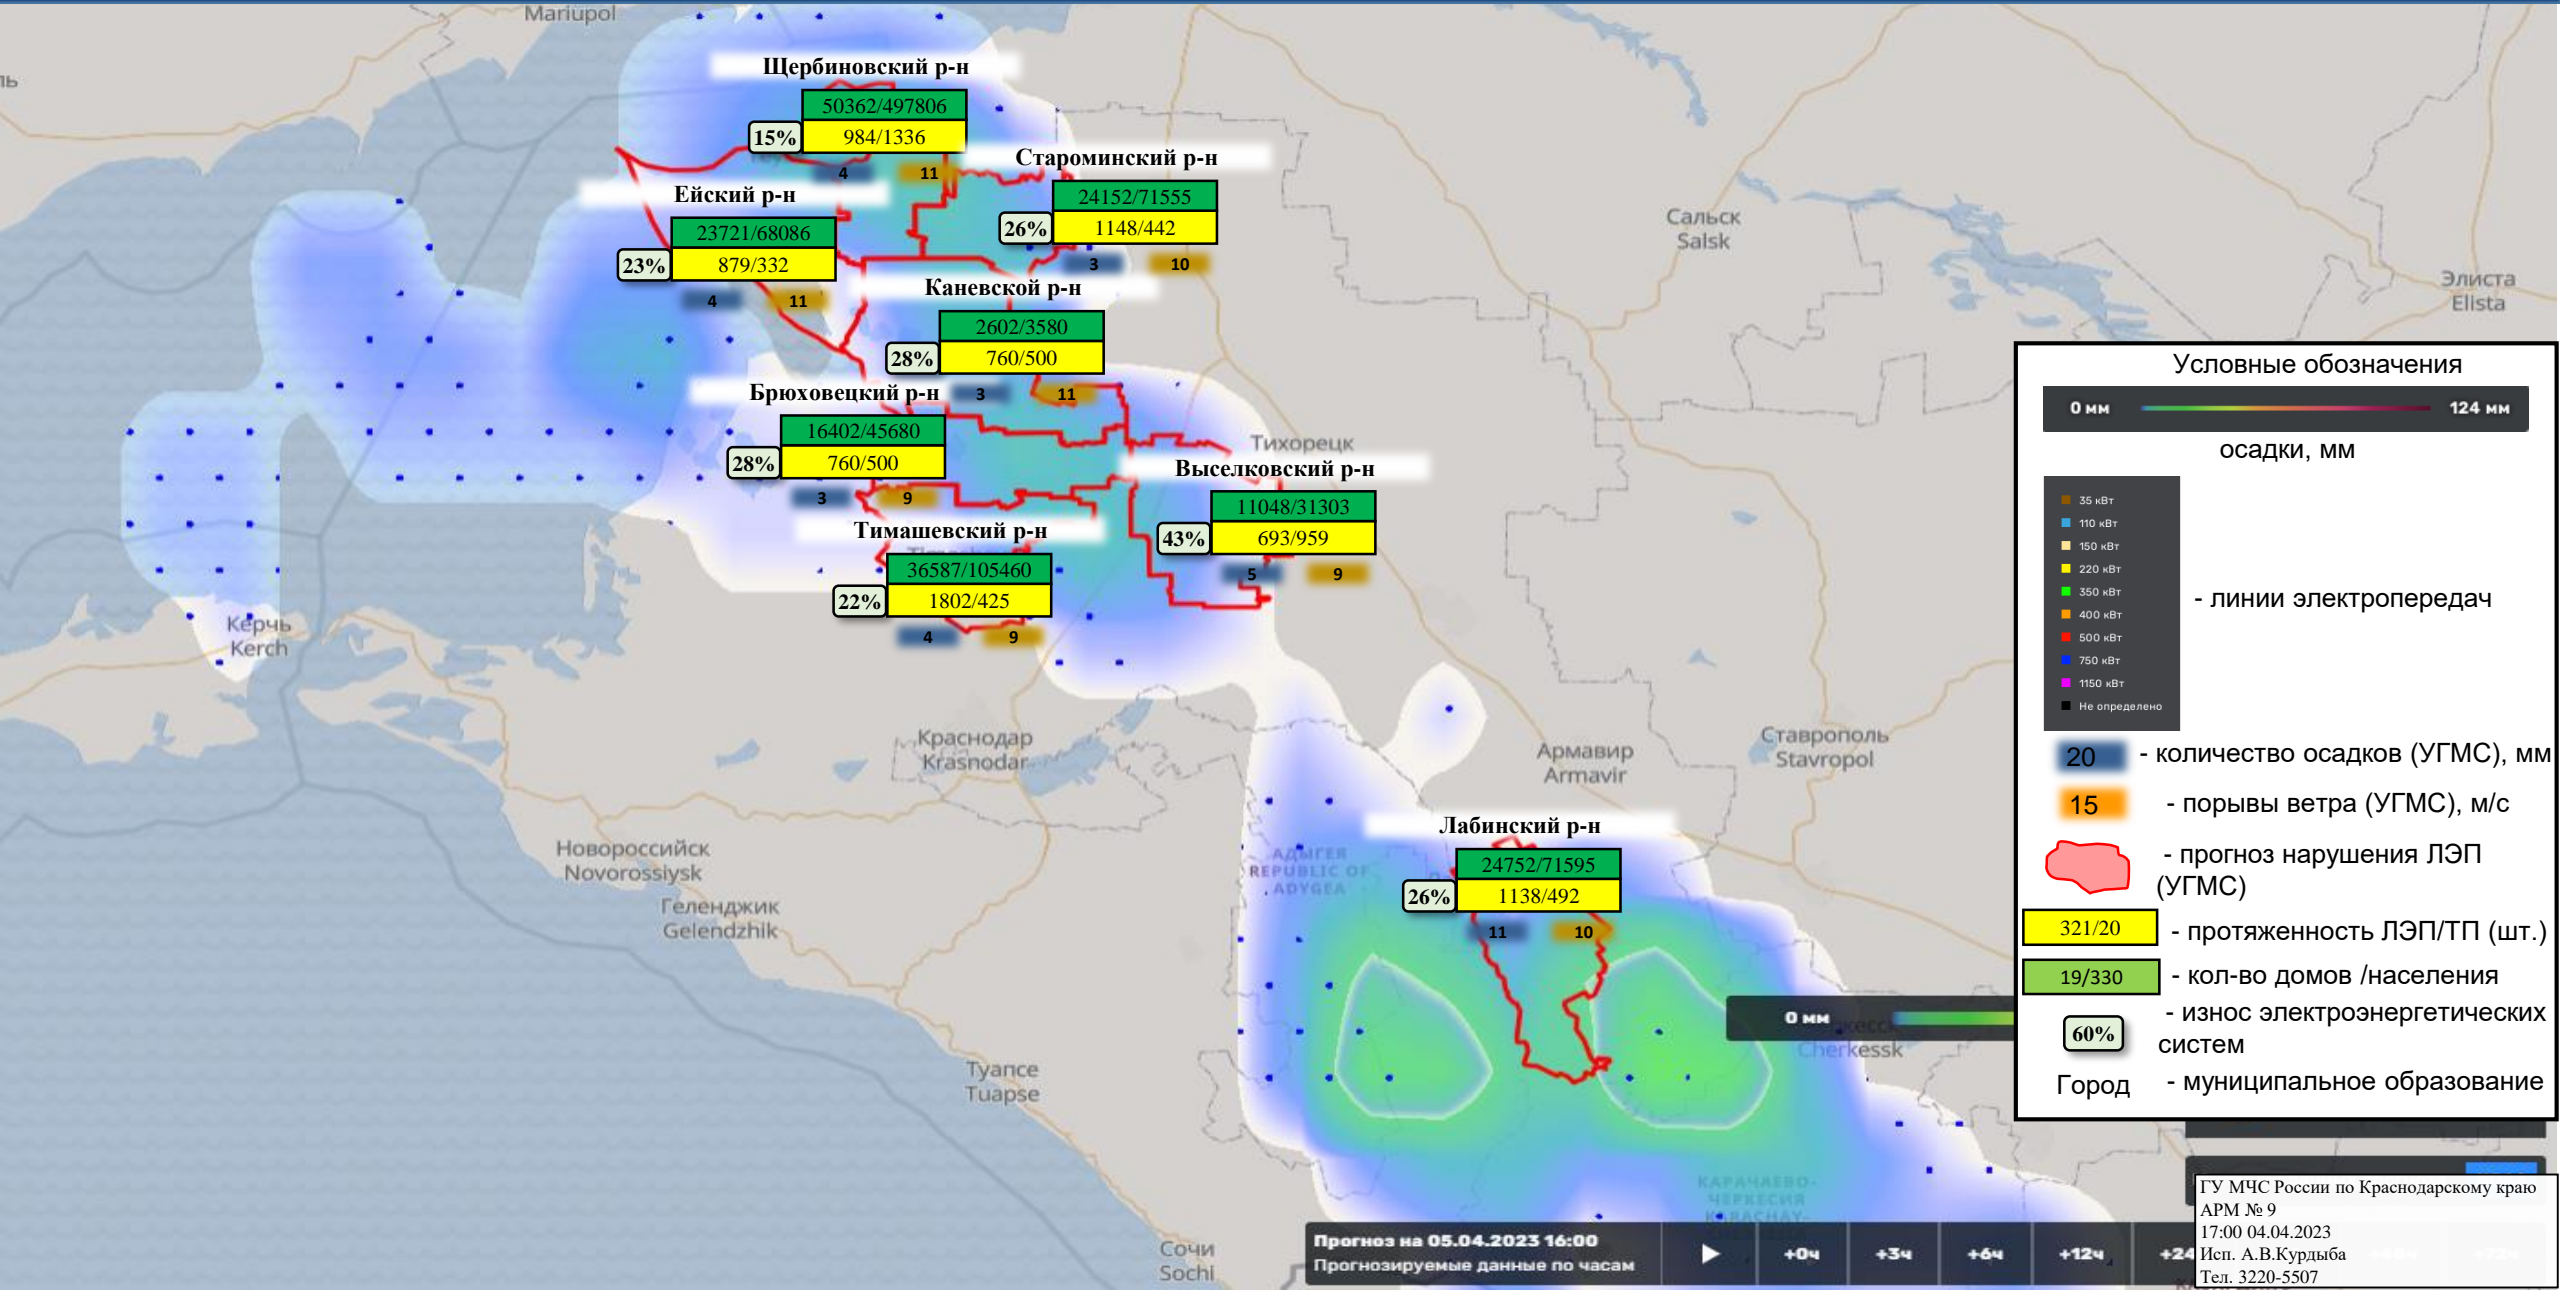 Mariupol
Щербиновский р-н
50362/497806
15%
984/1336
4
11
Староминский р-н
24152/71555
26%
1148/442
3
10
Ейский р-н
23721/68086
23%
879/332
4
11
Каневской р-н
2602/3580
28%
760/500
3
11
Брюховецкий р-н
16402/45680
28%
760/500
3
9
Тихорецк
Выселковский р-н
11048/31303
43%
693/959
5
9
Тимашевский р-н
36587/105460
22%
1802/425
4
9
Сальск
Salsk
Элиста
Elista
Керчь
Kerch
Краснодар
Krasnodar
Армавир
Armavir
Ставрополь
Stavropol
Новороссийск
Novorossiysk
Геленджик
Gelendzhik
АДЫГЕЯ
REPUBLIC OF
ADYGEA
Лабинский р-н
24752/71595
26%
1138/492
11
10
0 мм
Cherkessk
Туапсе
Tuapse
Сочи
Sochi
КАРАЧАЕВО-
ЧЕРКЕСИЯ
KARACHAY-
Условные обозначения
0 мм
124 мм
осадки, мм
35 кВт
110 кВт
150 кВт
220 кВт
350 кВт
400 кВт
500 кВт
750 кВт
1150 кВт
Не определено
- линии электропередач
20 - количество осадков (УГМС), мм
15 - порывы ветра (УГМС), м/с
- прогноз нарушения ЛЭП
(УГМС)
321/20 - протяженность ЛЭП/ТП (шт.)
19/330 - кол-во домов /населения
60% - износ электроэнергетических
систем
Город - муниципальное образование
Прогноз на 05.04.2023 16:00
Прогнозируемые данные по часам
+0ч
+3ч
+6ч
+12ч
+24
ГУ МЧС России по Краснодарскому краю
АРМ № 9
17:00 04.04.2023
Исп. А.В.Курдыба
Тел. 3220-5507